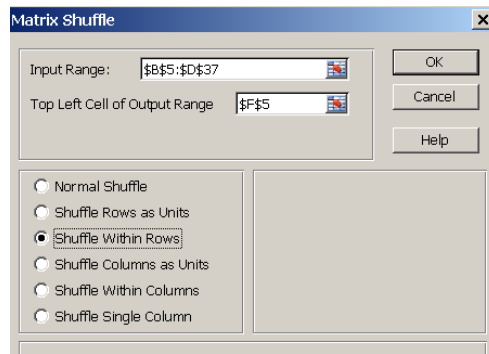 Matrix Shuffle
Input Range: $B$5:$D$37
OK
Top Left Cell of Output Range $F$5
Cancel
Help
Normal Shuffle
Shuffle Rows as Units
Shuffle Within Rows
Shuffle Columns as Units
Shuffle Within Columns
Shuffle Single Column